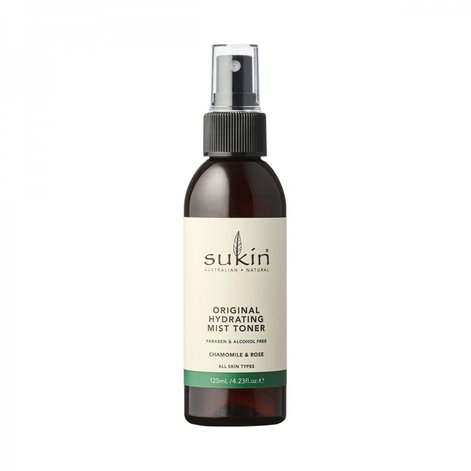 sukin
AUSTRALIAN • NATURAL
ORIGINAL
HYDRATING
MIST TONER
PARABEN & ALCOHOL FREE
CHAMOMILE & ROSE
ALL SKIN TYPES
125mL /4.23fl.oz.℮